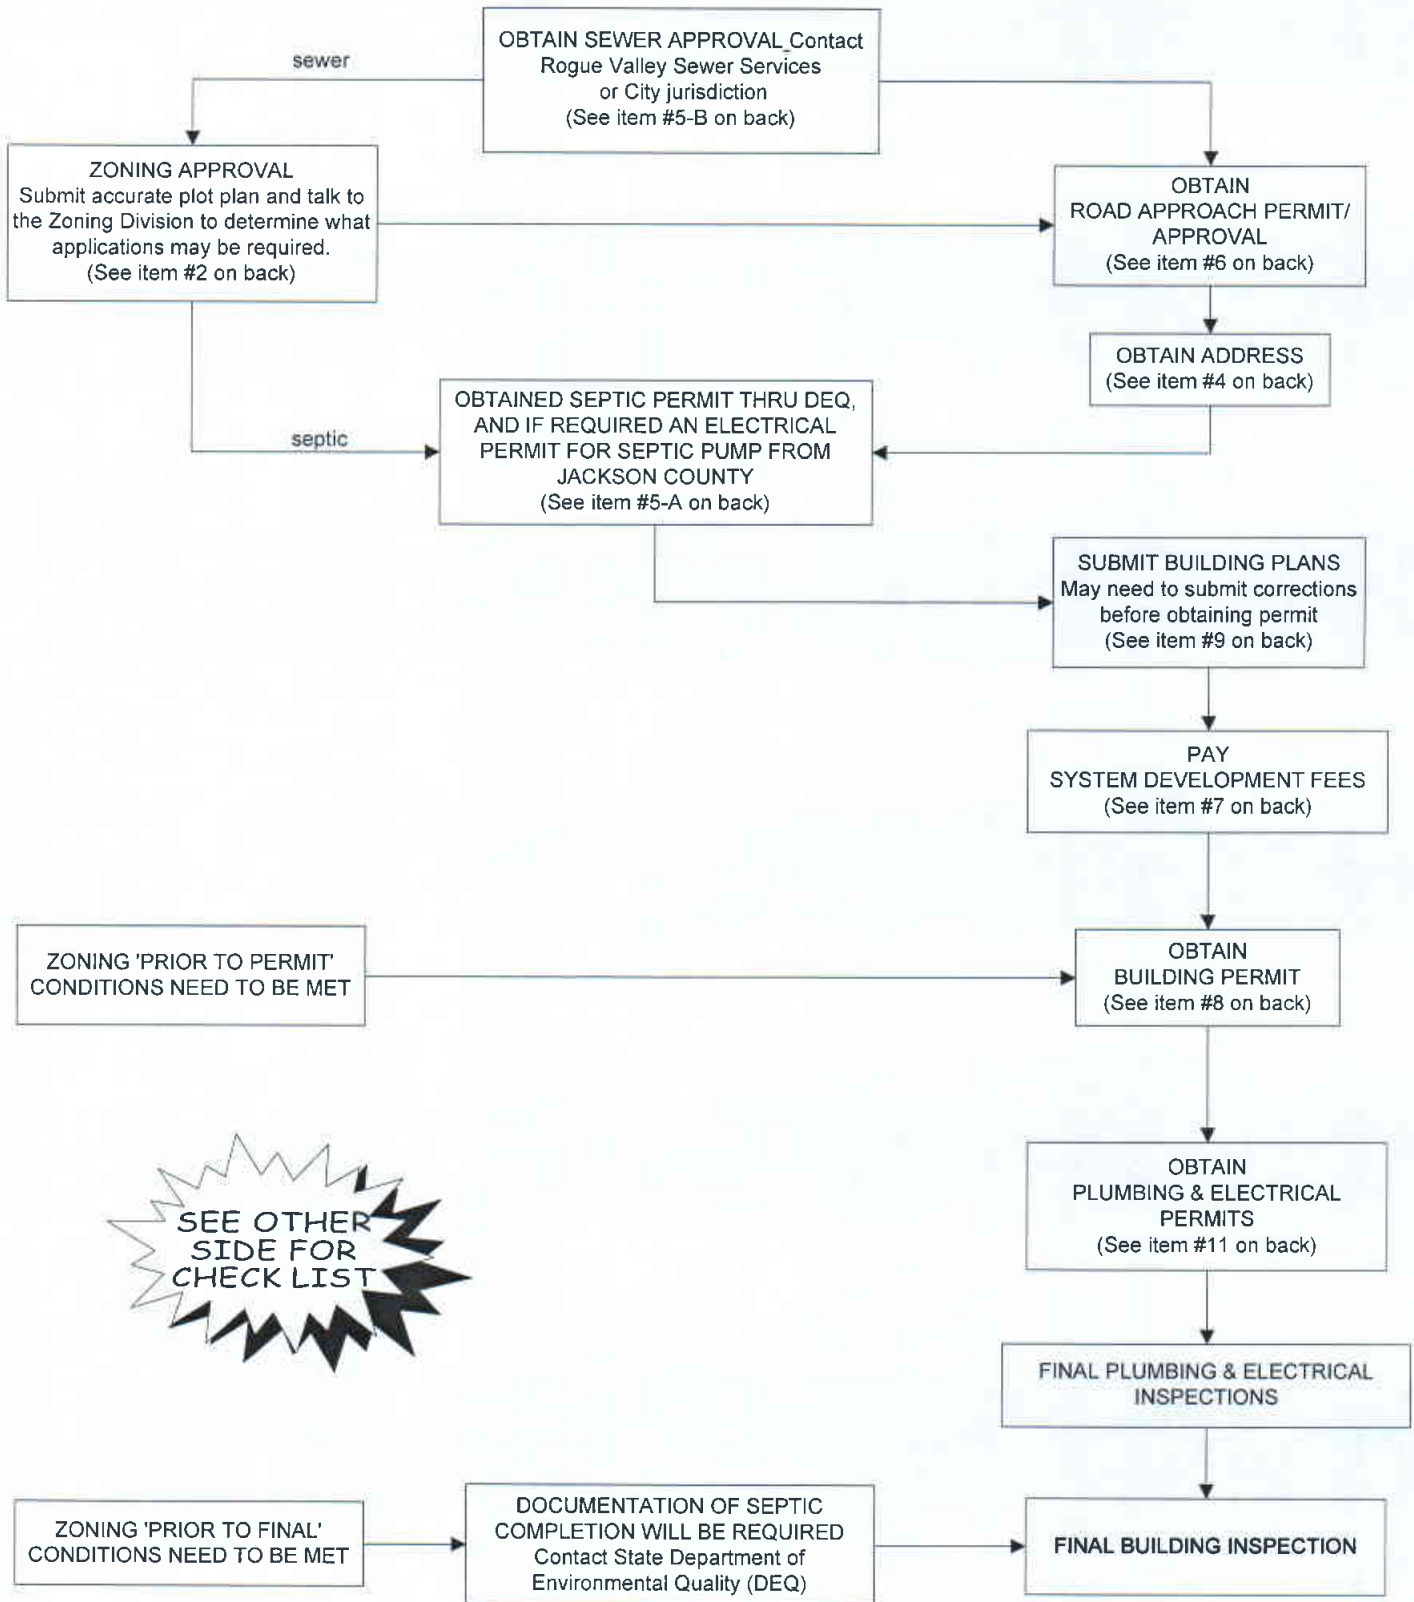 OBTAIN SEWER APPROVAL Contact
Rogue Valley Sewer Services
or City jurisdiction
(See item #5-B on back)
sewer
ZONING APPROVAL
Submit accurate plot plan and talk to
the Zoning Division to determine what
applications may be required.
(See item #2 on back)
OBTAIN
ROAD APPROACH PERMIT/
APPROVAL
(See item #6 on back)
OBTAIN ADDRESS
(See item #4 on back)
septic
OBTAINED SEPTIC PERMIT THRU DEQ,
AND IF REQUIRED AN ELECTRICAL
PERMIT FOR SEPTIC PUMP FROM
JACKSON COUNTY
(See item #5-A on back)
SUBMIT BUILDING PLANS
May need to submit corrections
before obtaining permit
(See item #9 on back)
PAY
SYSTEM DEVELOPMENT FEES
(See item #7 on back)
ZONING 'PRIOR TO PERMIT'
CONDITIONS NEED TO BE MET
OBTAIN
BUILDING PERMIT
(See item #8 on back)
SEE OTHER
SIDE FOR
CHECK LIST
OBTAIN
PLUMBING & ELECTRICAL
PERMITS
(See item #11 on back)
FINAL PLUMBING & ELECTRICAL
INSPECTIONS
ZONING 'PRIOR TO FINAL'
CONDITIONS NEED TO BE MET
DOCUMENTATION OF SEPTIC
COMPLETION WILL BE REQUIRED
Contact State Department of
Environmental Quality (DEQ)
FINAL BUILDING INSPECTION